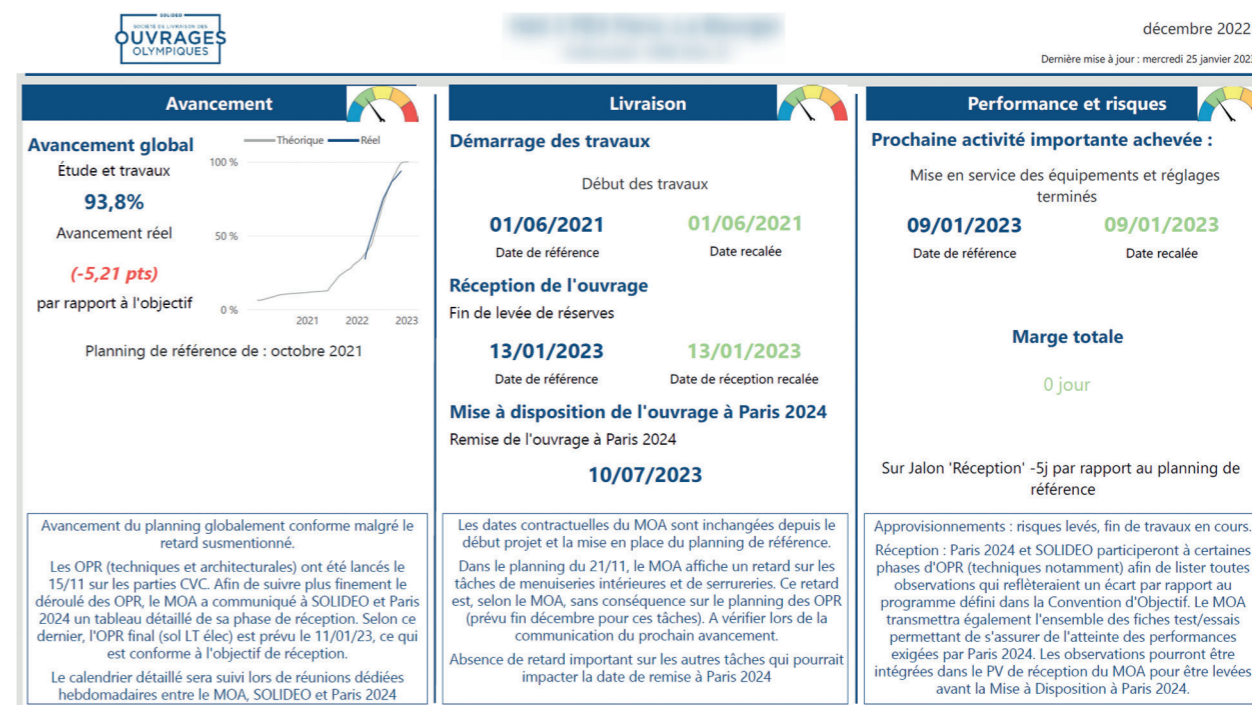 SOLIDEO
SOCIÉTÉ DE LIVRAISON DES
OUVRAGES
OLYMPIQUES
décembre 2022
Dernière mise à jour : mercredi 25 janvier 202
Avancement
Avancement global
Étude et travaux
93,8%
Avancement réel
(-5,21 pts)
par rapport à l'objectif
Théorique Réel
100 %
50 %
0 %
2021 2022 2023
Planning de référence de : octobre 2021
Avancement du planning globalement conforme malgré le
retard susmentionné.
Les OPR (techniques et architecturales) ont été lancés le
15/11 sur les parties CVC. Afin de suivre plus finement le
déroulé des OPR, le MOA a communiqué à SOLIDEO et Paris
2024 un tableau détaillé de sa phase de réception. Selon ce
dernier, l'OPR final (sol LT élec) est prévu le 11/01/23, ce qui
est conforme à l'objectif de réception.
Le calendrier détaillé sera suivi lors de réunions dédiées
hebdomadaires entre le MOA, SOLIDEO et Paris 2024
Livraison
Démarrage des travaux
Début des travaux
01/06/2021 01/06/2021
Date de référence Date recalée
Réception de l'ouvrage
Fin de levée de réserves
13/01/2023 13/01/2023
Date de référence Date de réception recalée
Mise à disposition de l'ouvrage à Paris 2024
Remise de l'ouvrage à Paris 2024
10/07/2023
Les dates contractuelles du MOA sont inchangées depuis le
début projet et la mise en place du planning de référence.
Dans le planning du 21/11, le MOA affiche un retard sur les
tâches de menuiseries intérieures et de serrureries. Ce retard
est, selon le MOA, sans conséquence sur le planning des OPR
(prévu fin décembre pour ces tâches). A vérifier lors de la
communication du prochain avancement.
Absence de retard important sur les autres tâches qui pourrait
impacter la date de remise à Paris 2024
Performance et risques
Prochaine activité importante achevée :
Mise en service des équipements et réglages
terminés
09/01/2023 09/01/2023
Date de référence Date recalée
Marge totale
0 jour
Sur Jalon 'Réception' -5j par rapport au planning de
référence
Approvisionnements : risques levés, fin de travaux en cours.
Réception : Paris 2024 et SOLIDEO participeront à certaines
phases d'OPR (techniques notamment) afin de lister toutes
observations qui reflèteraient un écart par rapport au
programme défini dans la Convention d'Objectif. Le MOA
transmettra également l'ensemble des fiches test/essais
permettant de s'assurer de l'atteinte des performances
exigées par Paris 2024. Les observations pourront être
intégrées dans le PV de réception du MOA pour être levées
avant la Mise à Disposition à Paris 2024.